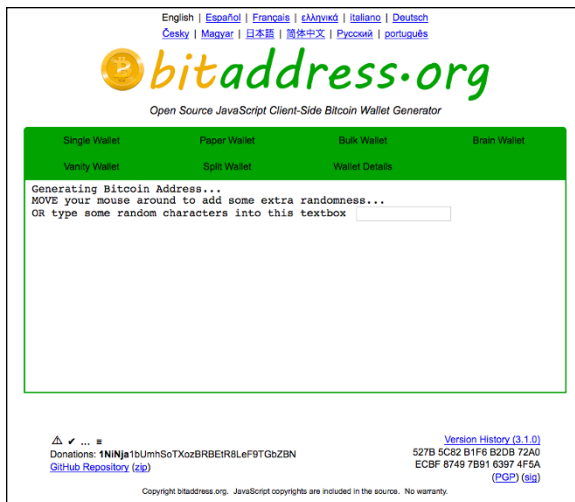 English | Español | Français | ελληνικά | italiano | Deutsch
Česky | Magyar | 日本語 | 简体中文 | Русский | português
bitaddress.org
Open Source JavaScript Client-Side Bitcoin Wallet Generator
Single Wallet Paper Wallet Bulk Wallet Brain Wallet
Vanity Wallet Split Wallet Wallet Details
Generating Bitcoin Address...
MOVE your mouse around to add some extra randomness...
OR type some random characters into this textbox
Donations: 1NiNja1bUmhSoTXozBRBEtR8LeF9TGbZBN
GitHub Repository (zip)
Version History (3.1.0)
527B 5C82 B1F6 B2DB 72A0
ECBF 8749 7B91 6397 4F5A
(PGP) (sig)
Copyright bitaddress.org. JavaScript copyrights are included in the source. No warranty.